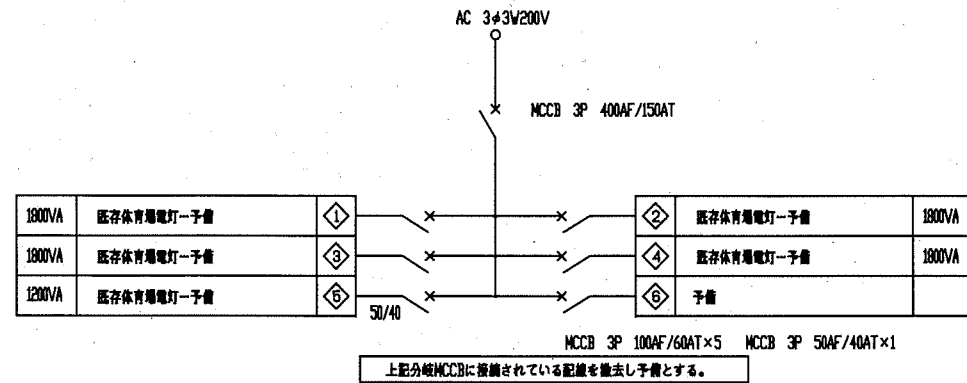 AC 3φ3W200V
MCCB 3P 400AF/150AT
1800VA 既存体育場電灯→予備 1 2 既存体育場電灯→予備 1800VA
1800VA 既存体育場電灯→予備 3 4 既存体育場電灯→予備 1800VA
1200VA 既存体育場電灯→予備 5 6 予備
50/40
MCCB 3P 100AF/60AT×5 MCCB 3P 50AF/40AT×1
上記分岐MCCBに接続されている配線を撤去し予備とする。